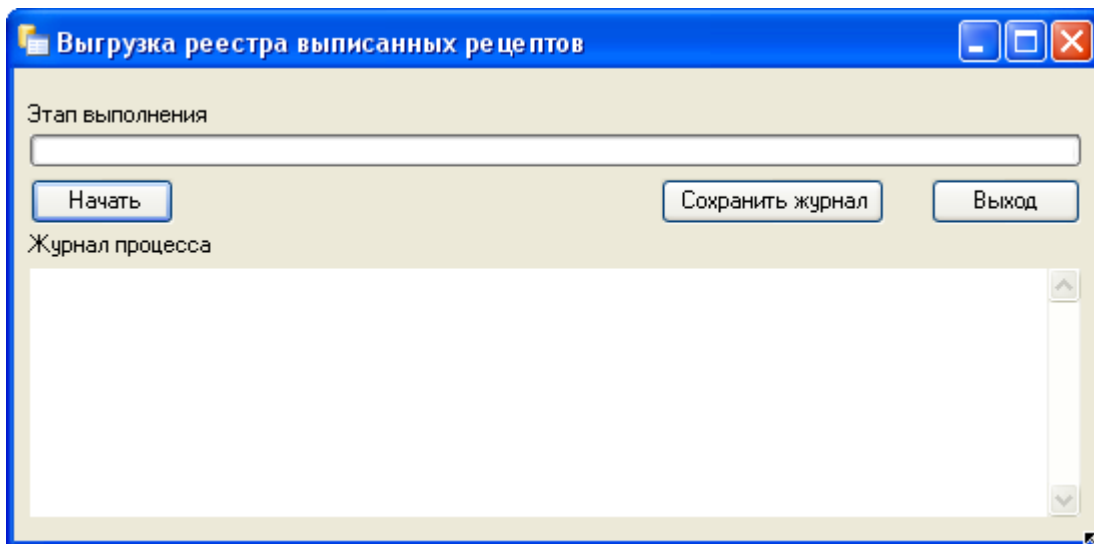 Выгрузка реестра выписанных рецептов
Этап выполнения
Начать Сохранить журнал Выход
Журнал процесса